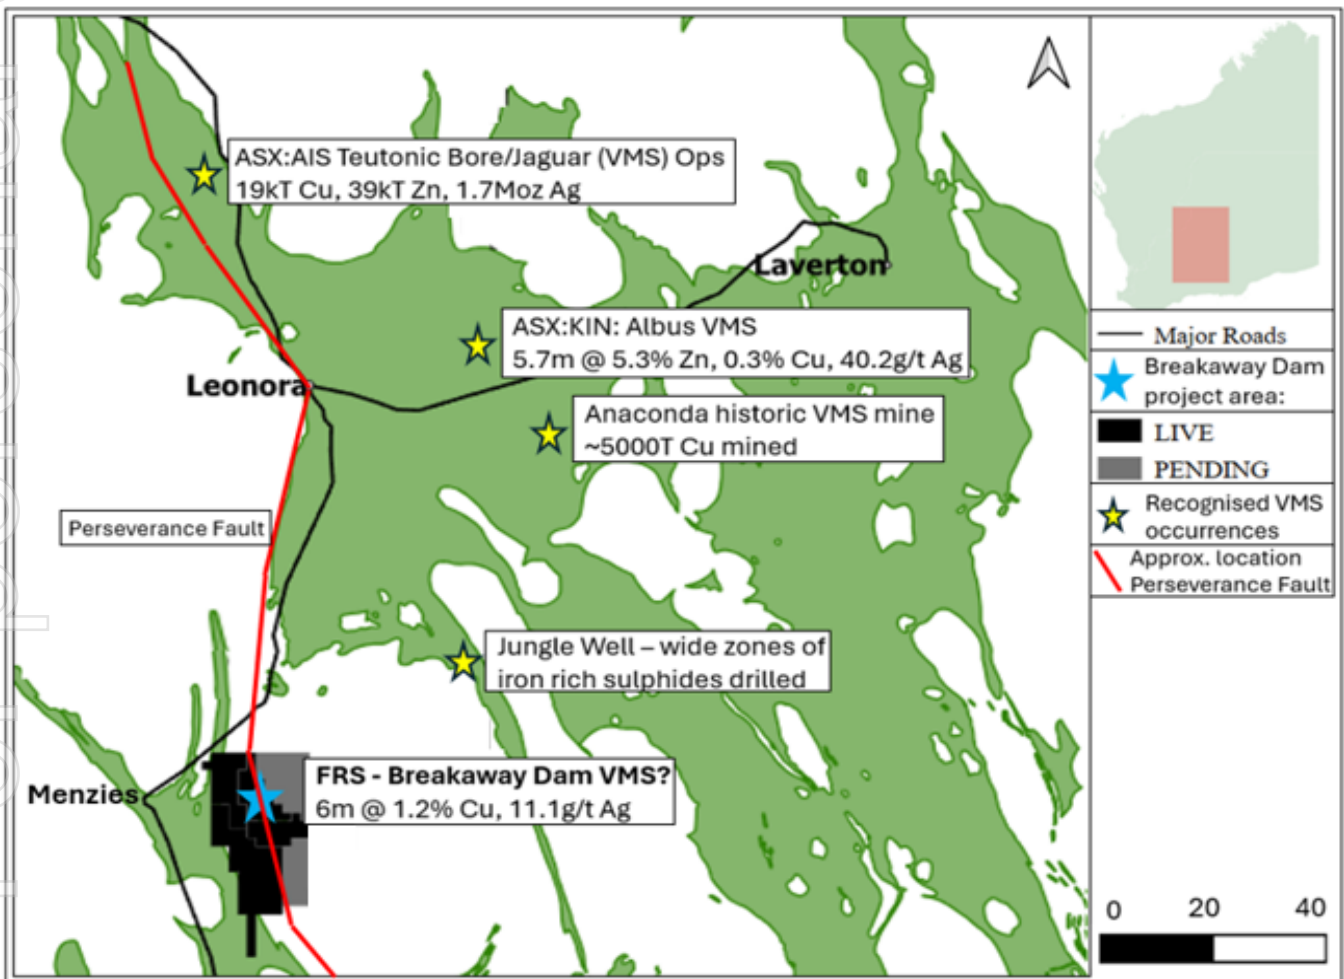 ASX:AIS Teutonic Bore/Jaguar (VMS) Ops
19kT Cu, 39kT Zn, 1.7Moz Ag
Laverton
ASX:KIN: Albus VMS
5.7m @ 5.3% Zn, 0.3% Cu, 40.2g/t Ag
Leonora
Anaconda historic VMS mine
~5000T Cu mined
Perseverance Fault
Jungle Well – wide zones of
iron rich sulphides drilled
FRS - Breakaway Dam VMS?
6m @ 1.2% Cu, 11.1g/t Ag
Menzies
Major Roads
Breakaway Dam
project area:
LIVE
PENDING
Recognised VMS
occurrences
Approx. location
Perseverance Fault
0 20 40